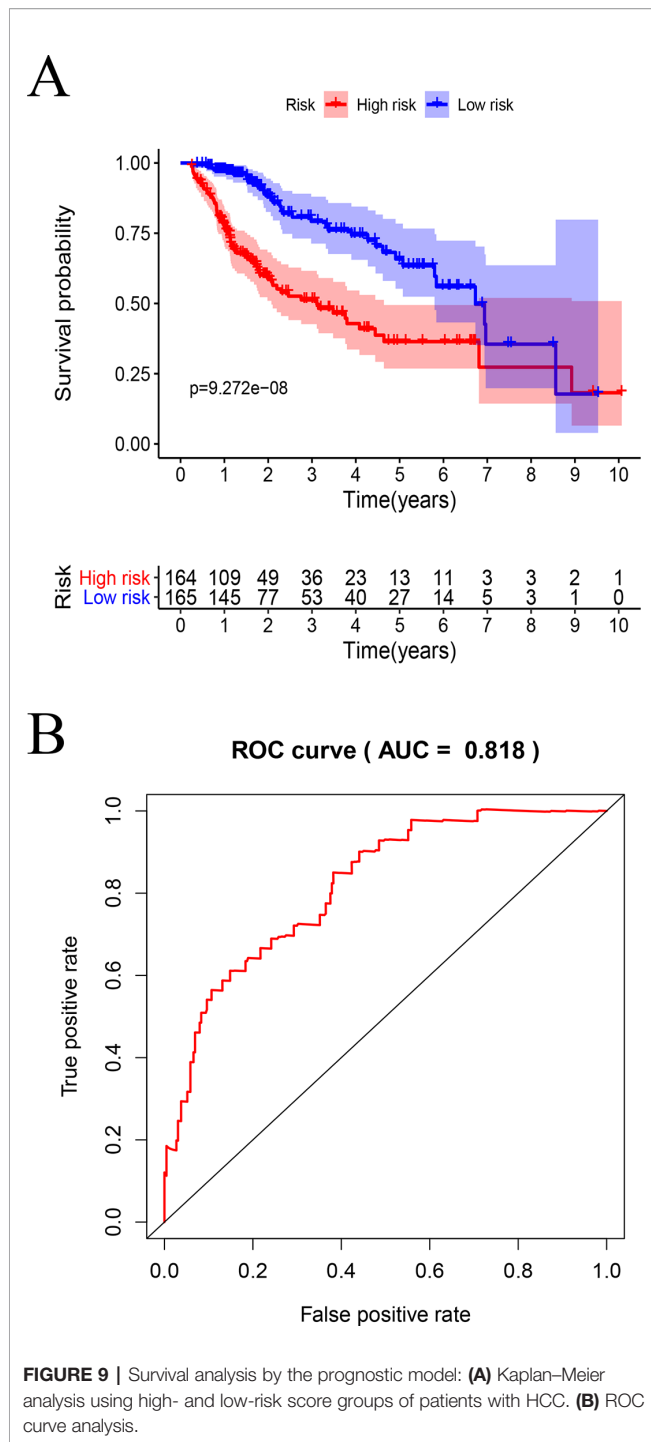 A
Risk High risk Low risk
1.00
0.75
0.50
0.25
0.00
Survival probability
p=9.272e−08
0 1 2 3 4 5 6 7 8 9 10
Time(years)
Risk
High risk 164 109 49 36 23 13 11 3 3 2 1
Low risk 165 145 77 53 40 27 14 5 3 1 0
0 1 2 3 4 5 6 7 8 9 10
Time(years)
B
ROC curve ( AUC = 0.818 )
1.0
0.8
0.6
0.4
0.2
0.0
True positive rate
0.0 0.2 0.4 0.6 0.8 1.0
False positive rate
FIGURE 9 | Survival analysis by the prognostic model: (A) Kaplan–Meier
analysis using high- and low-risk score groups of patients with HCC. (B) ROC
curve analysis.